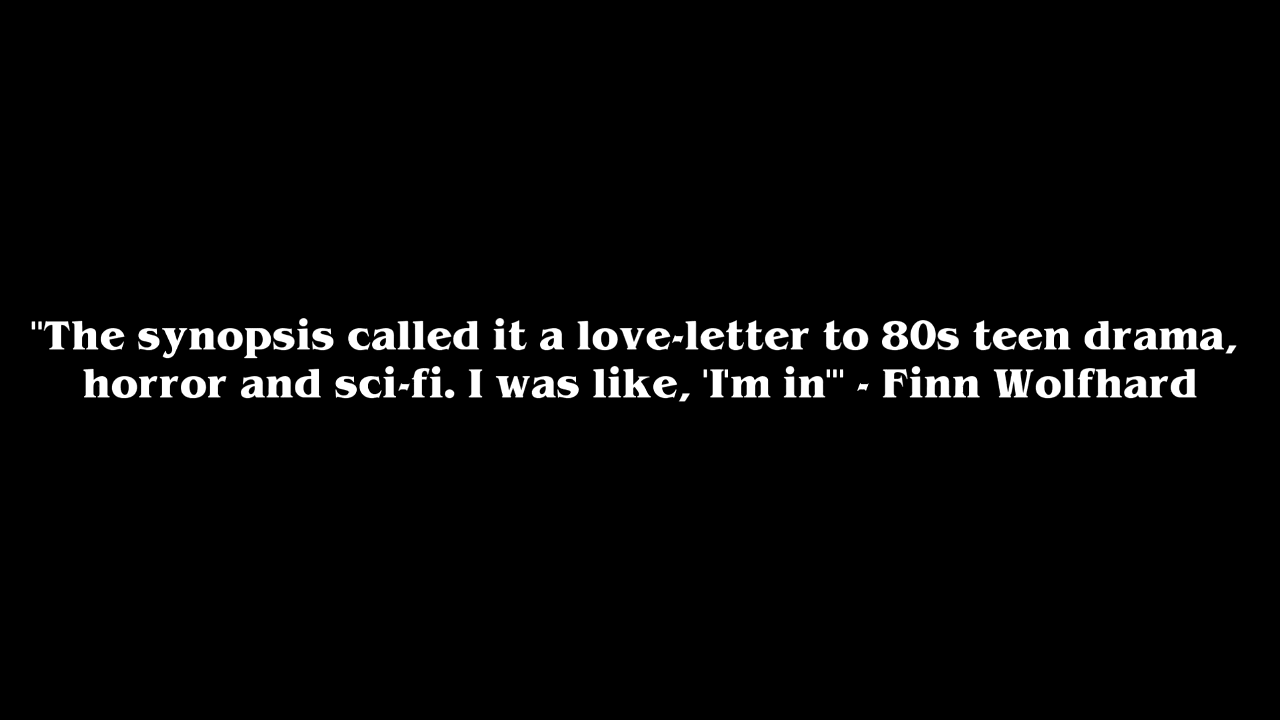 "The synopsis called it a love-letter to 80s teen drama,
horror and sci-fi. I was like, 'I'm in'" - Finn Wolfhard